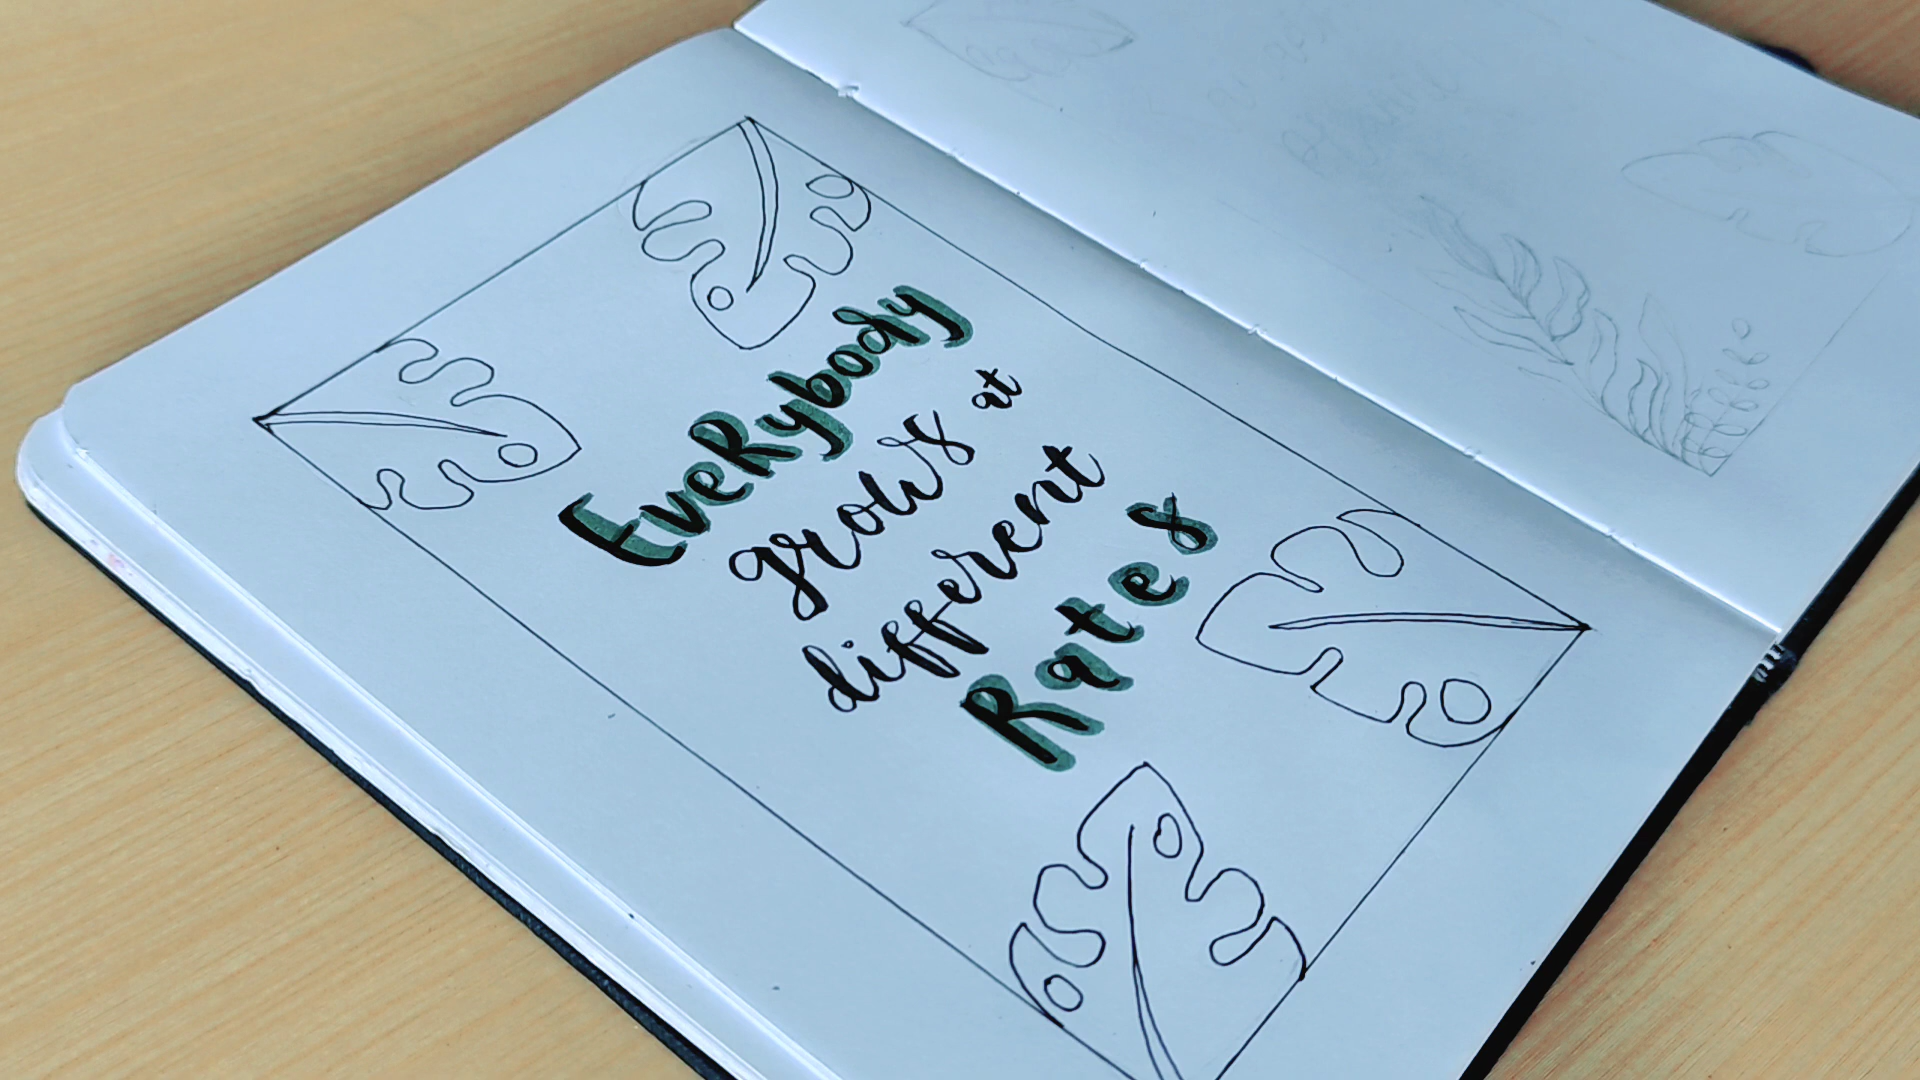 EveRybody
grows at
different
Rates